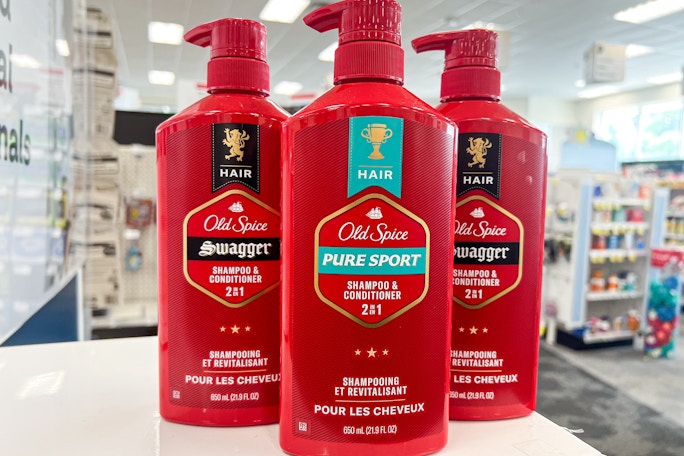 als
HAIR
Old Spice
Swagger
SHAMPOO &
CONDITIONER
2 IN 1
SHAMPOOING
ET REVITALISANT
POUR LES CHEVEUX
650 mL (21.9 FL OZ)
HAIR
Old Spice
PURE SPORT
SHAMPOO &
CONDITIONER
2 IN 1
SHAMPOOING
ET REVITALISANT
POUR LES CHEVEUX
650 mL (21.9 FL OZ)
HAIR
Old Spice
Swagger
SHAMPOO &
CONDITIONER
2 IN 1
SHAMPOOING
ET REVITALISANT
POUR LES CHEVEUX
650 mL (21.9 FL OZ)